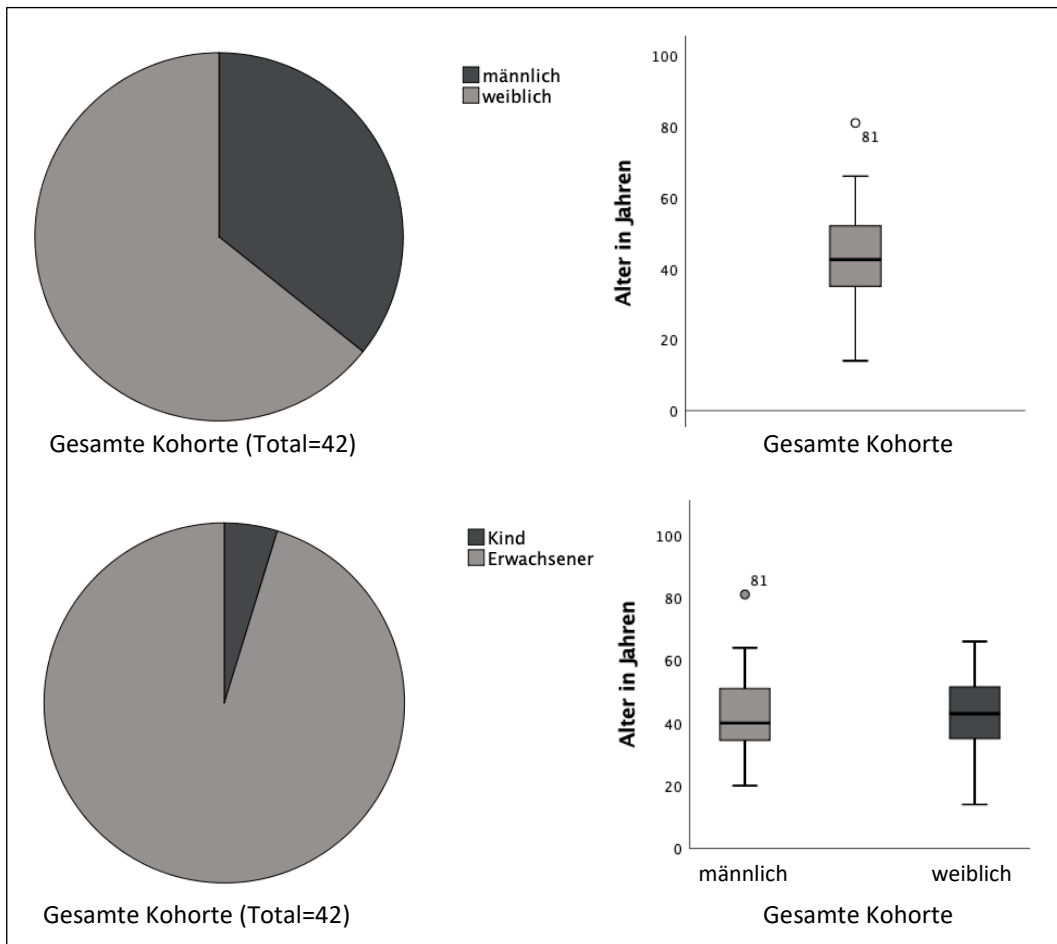 männlich
weiblich
Gesamte Kohorte (Total=42)
Alter in Jahren
100
80
60
40
20
0
81
Gesamte Kohorte
Kind
Erwachsener
Gesamte Kohorte (Total=42)
Alter in Jahren
100
80
60
40
20
0
81
männlich
weiblich
Gesamte Kohorte